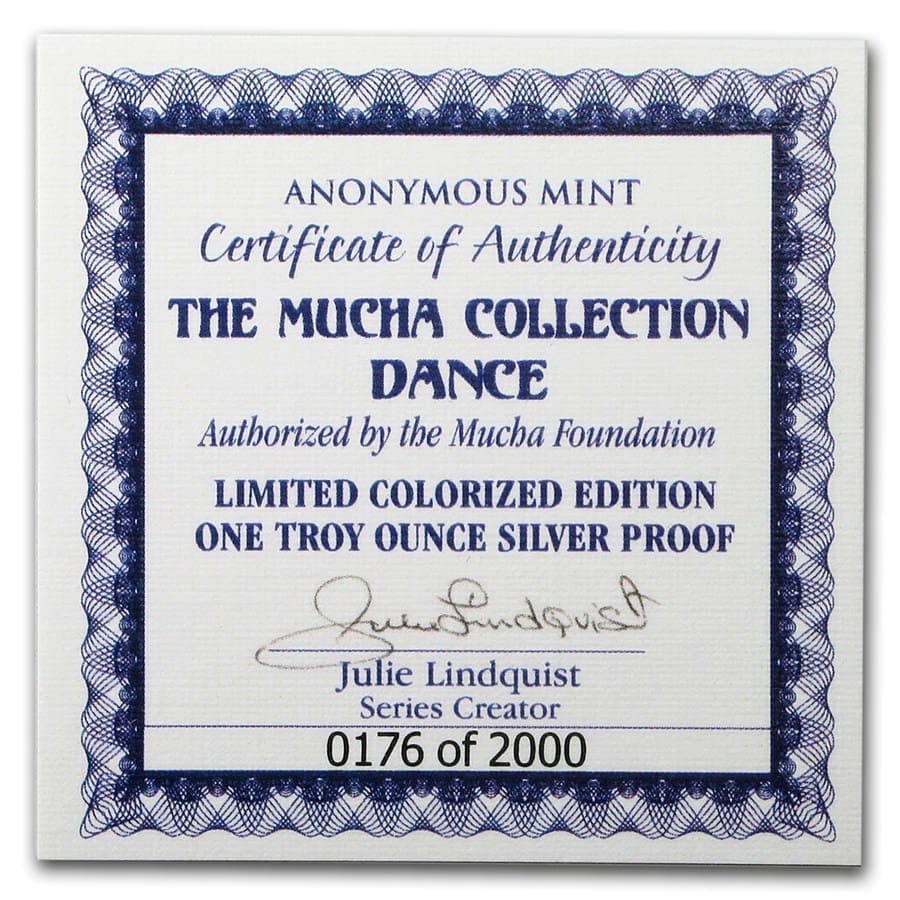 ANONYMOUS MINT
Certificate of Authenticity
THE MUCHA COLLECTION
DANCE
Authorized by the Mucha Foundation
LIMITED COLORIZED EDITION
ONE TROY OUNCE SILVER PROOF
Julie Lindquist
Julie Lindquist
Series Creator
0176 of 2000